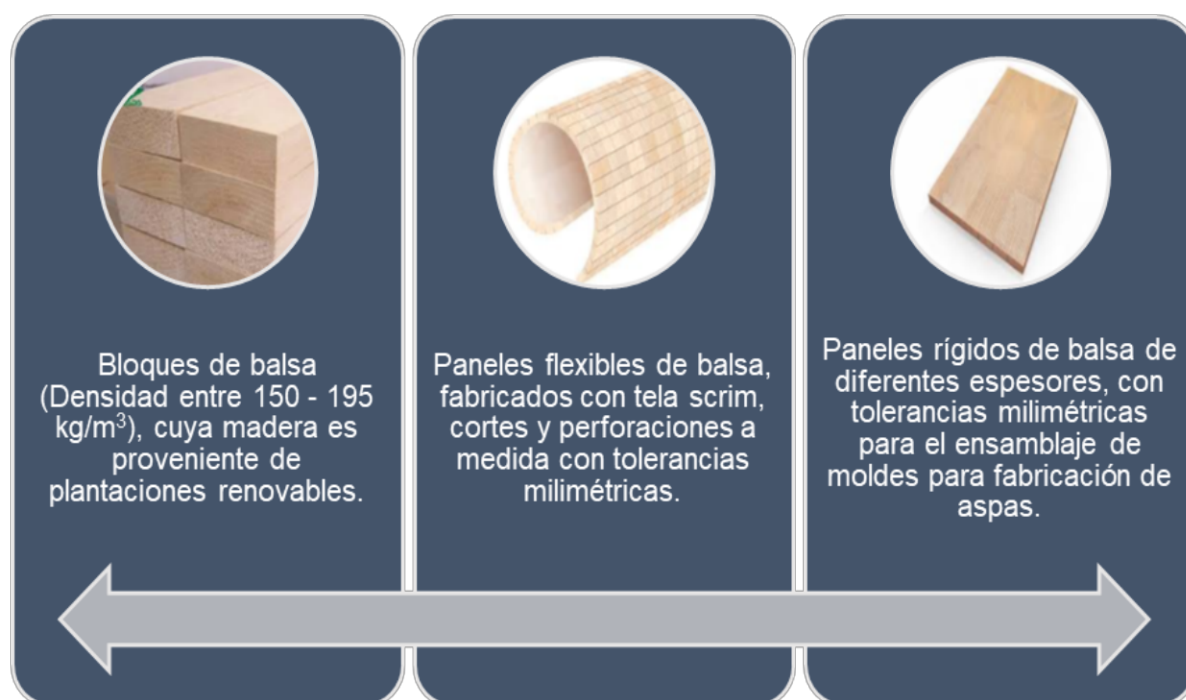 Bloques de balsa
(Densidad entre 150 - 195
kg/m³), cuya madera es
proveniente de
plantaciones renovables.
Paneles flexibles de balsa,
fabricados con tela scrim,
cortes y perforaciones a
medida con tolerancias
milimétricas.
Paneles rígidos de balsa de
diferentes espesores, con
tolerancias milimétricas
para el ensamblaje de
moldes para fabricación de
aspas.